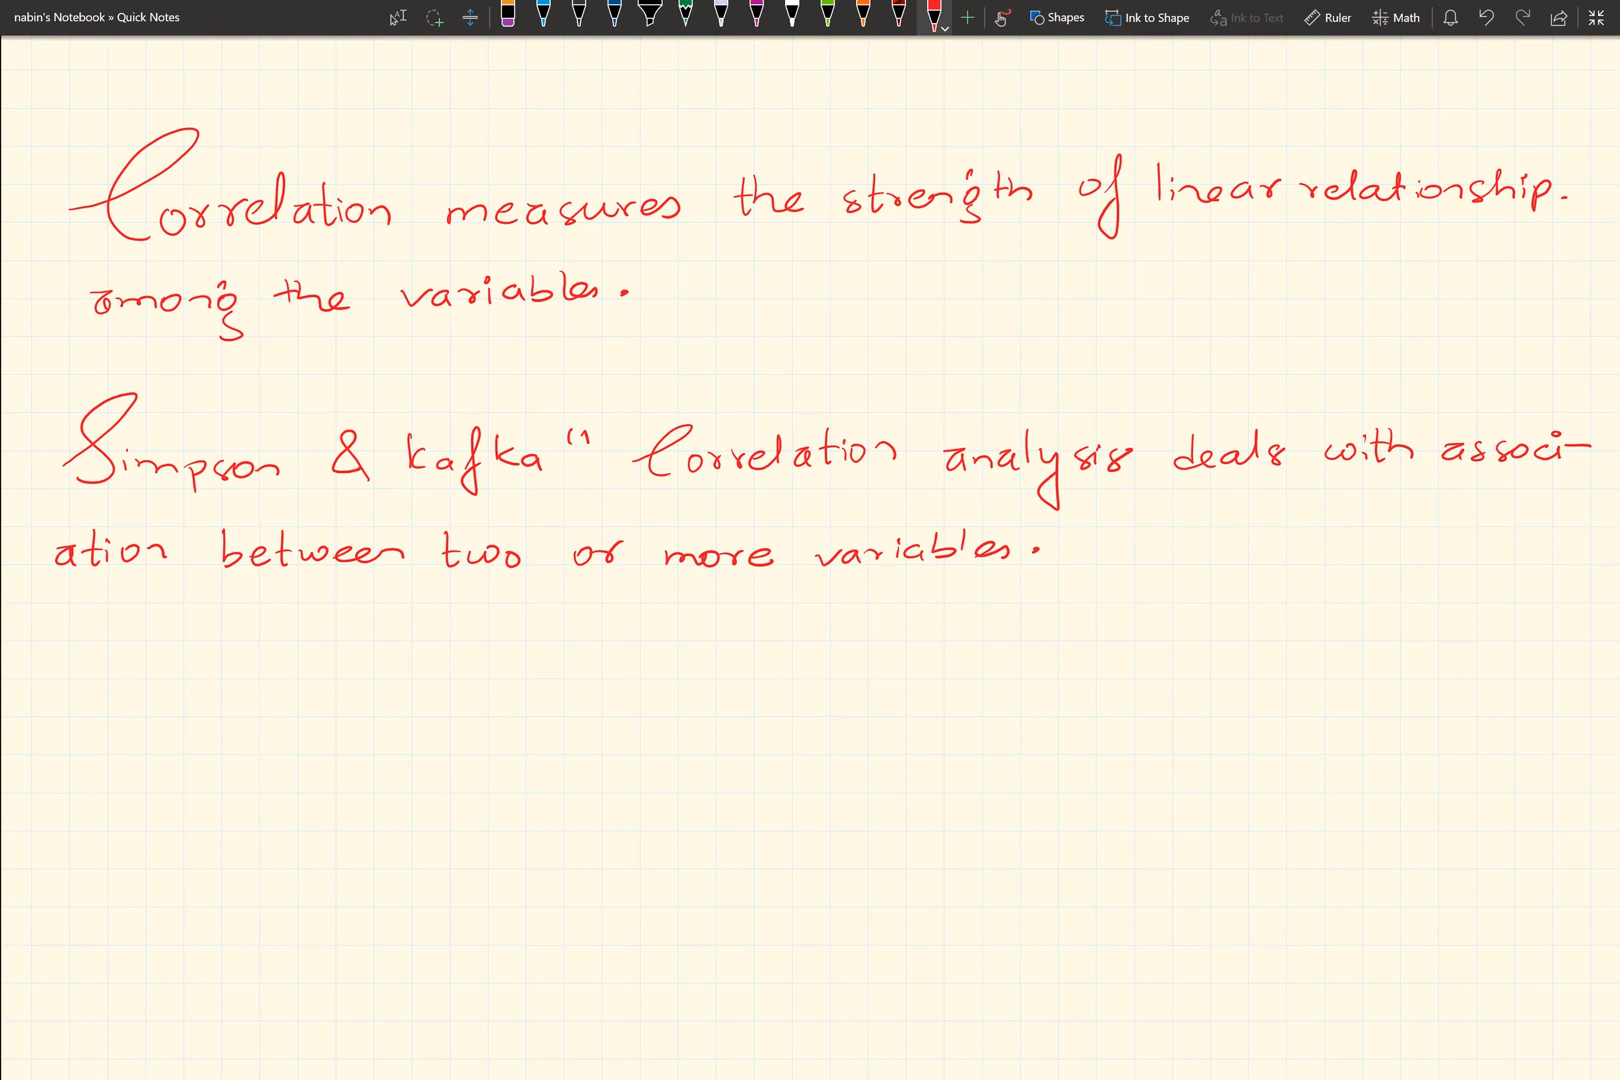 nabin's Notebook » Quick Notes
Shapes Ink to Shape Ink to Text Ruler Math
Correlation measures the strength of linear relationship.
among the variables.
Simpson & Kafka " Correlation analysis deals with associ-
ation between two or more variables.